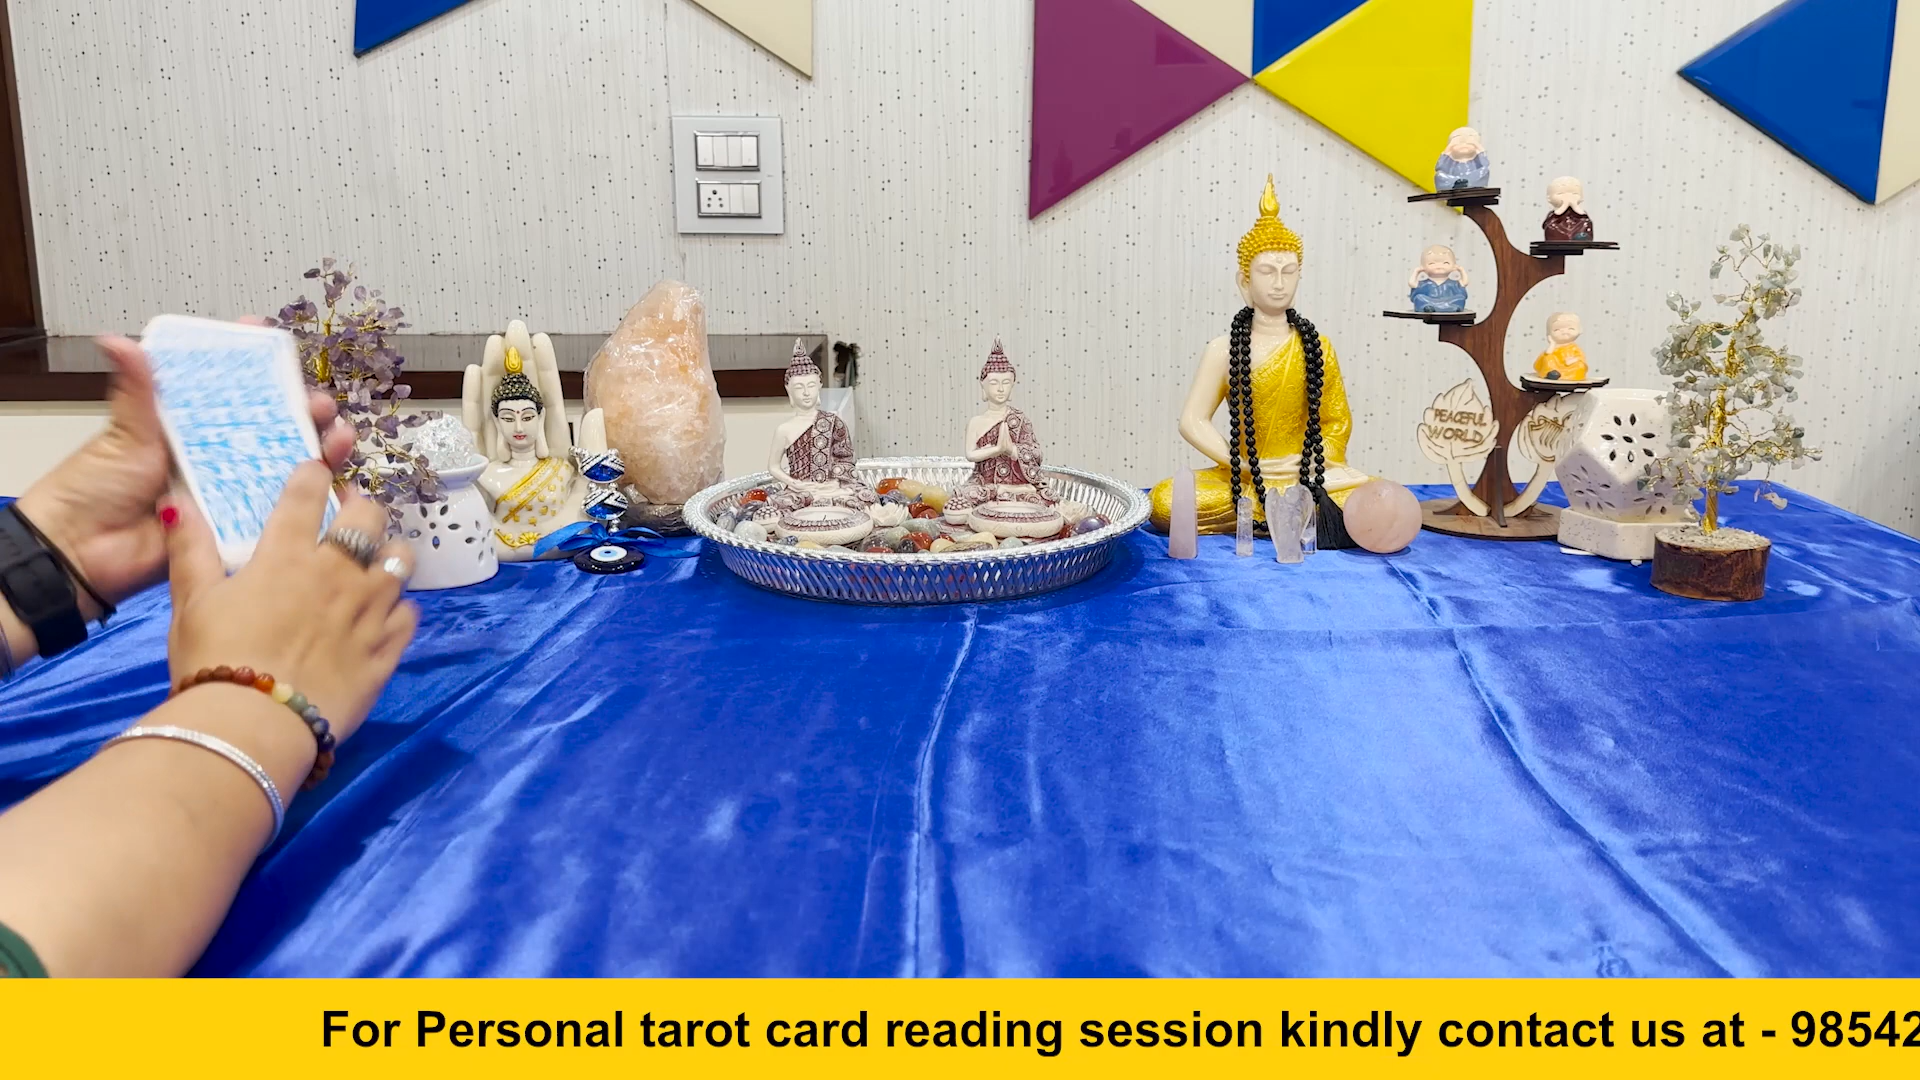 PEACEFUL
WORLD
For Personal tarot card reading session kindly contact us at - 98542